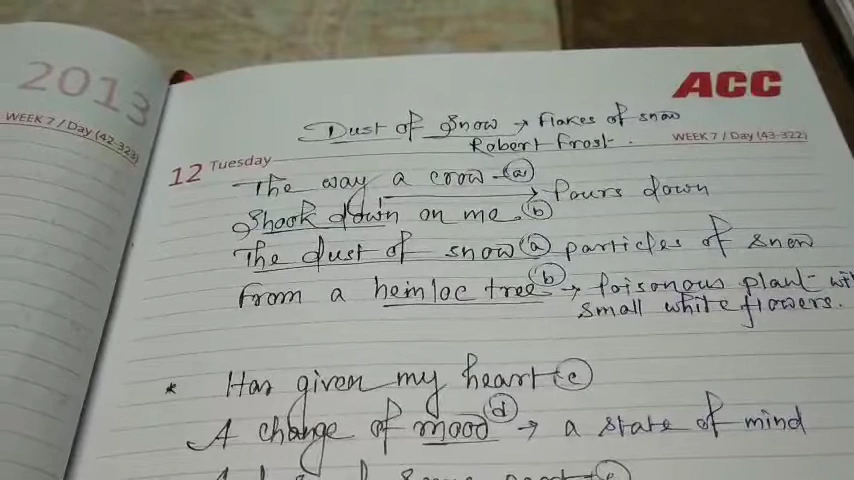 2013
WEEK 7 / Day (42-323)
ACC
Dust of Snow → flakes of snow
Robert Frost.
WEEK 7 / Day (43-322)
12 Tuesday
The way a crow - (a)
Shook down on me. (b) → Pours down
The dust of snow (a) particles of snow
From a hemloc tree (b) → Poisonous plant with
small white flowers.
* Has given my heart (c)
A change of mood (d) → a state of mind